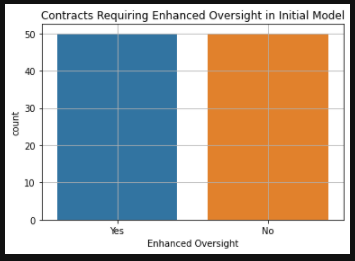 Contracts Requiring Enhanced Oversight in Initial Model
50
40
30
20
10
0
count
Yes No
Enhanced Oversight